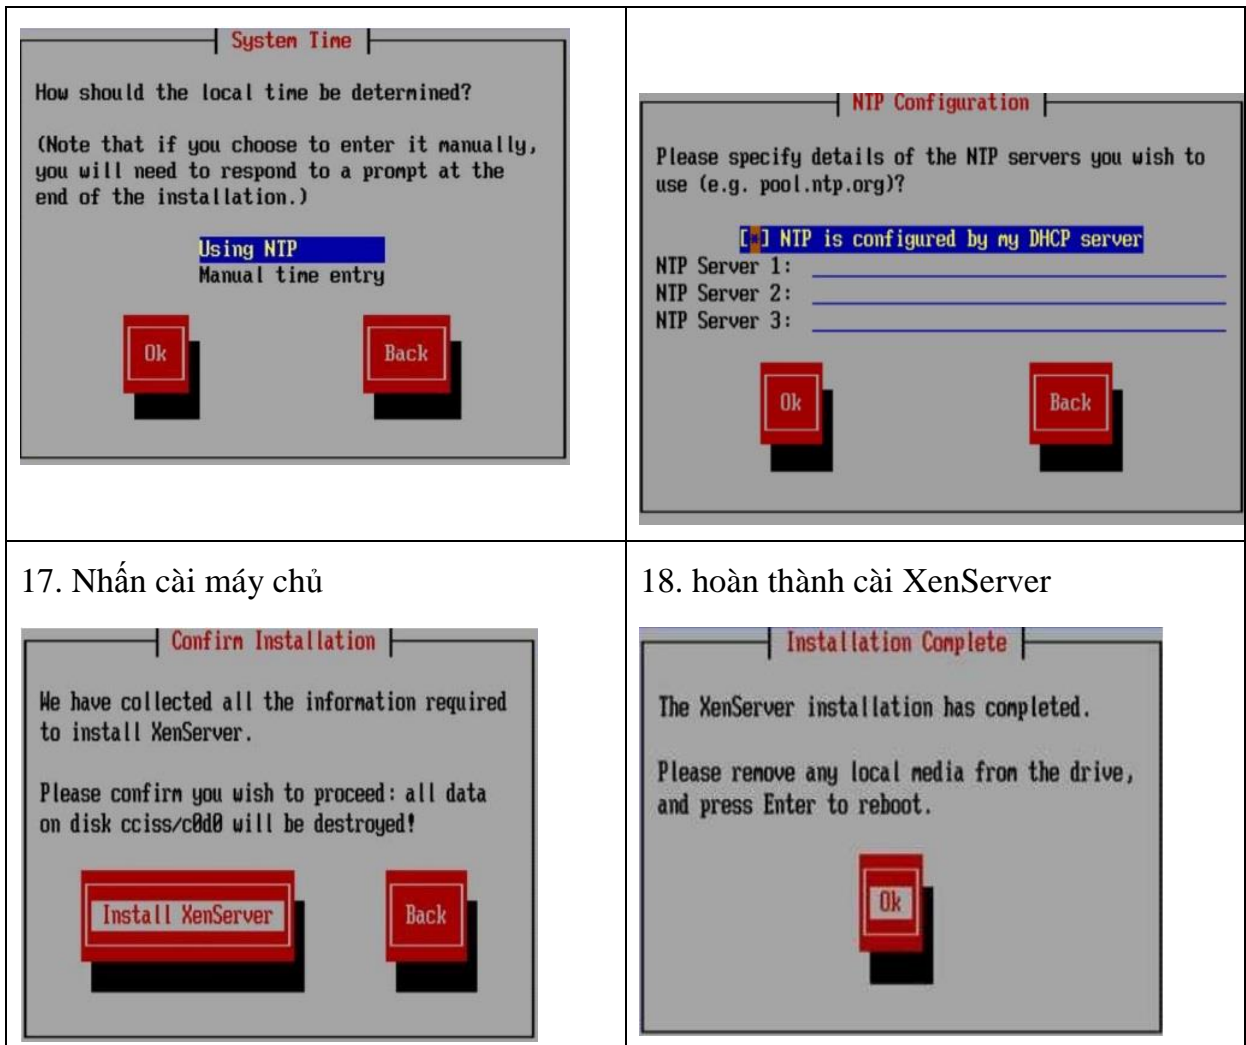 System Time
How should the local time be determined?
(Note that if you choose to enter it manually,
you will need to respond to a prompt at the
end of the installation.)
Using NTP
Manual time entry
Ok
Back
NTP Configuration
Please specify details of the NTP servers you wish to
use (e.g. pool.ntp.org)?
[*] NTP is configured by my DHCP server
NTP Server 1:
NTP Server 2:
NTP Server 3:
Ok
Back
17. Nhấn cài máy chủ
Confirm Installation
We have collected all the information required
to install XenServer.
Please confirm you wish to proceed: all data
on disk cciss/c0d0 will be destroyed!
Install XenServer
Back
18. hoàn thành cài XenServer
Installation Complete
The XenServer installation has completed.
Please remove any local media from the drive,
and press Enter to reboot.
Ok